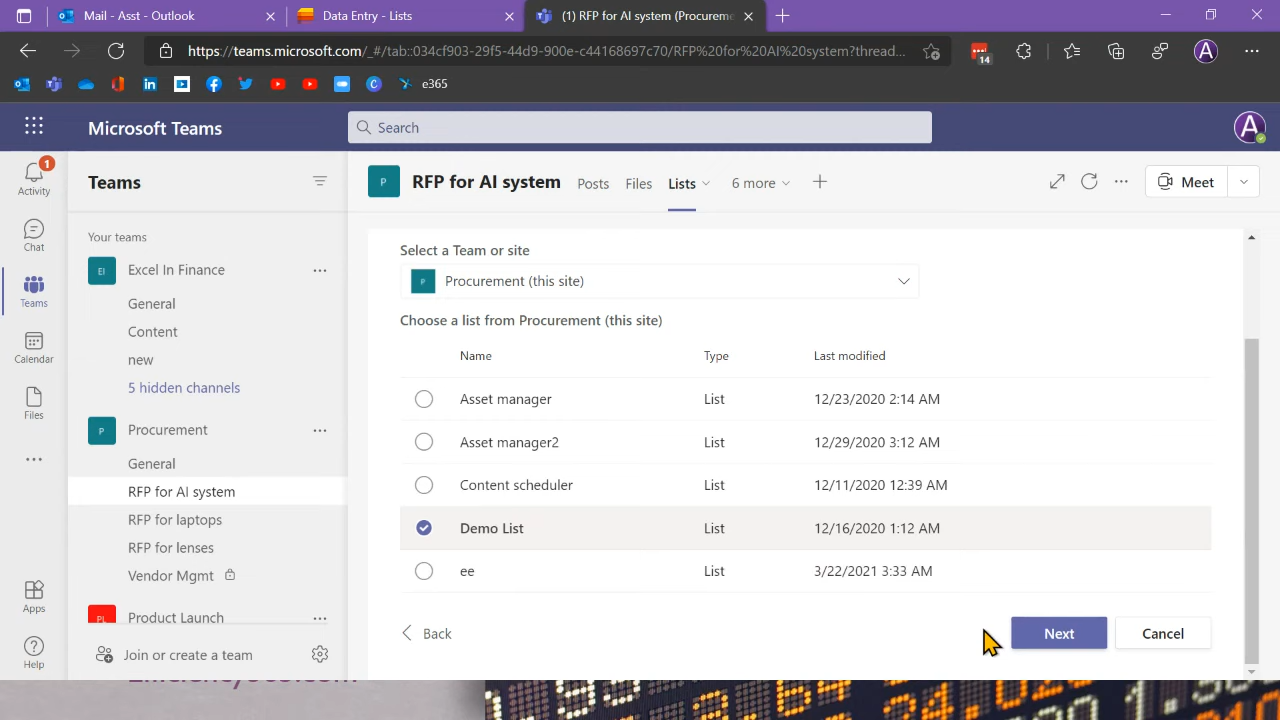 Mail - Asst - Outlook
Data Entry - Lists
(1) RFP for AI system (Procureme
https://teams.microsoft.com/_#/tab::034cf903-29f5-44d9-900e-c44168697c70/RFP%20for%20AI%20system?thread...
14
A
e365
Microsoft Teams
Search
A
Activity
1
Chat
Teams
Calendar
Files
Apps
Help
Teams
Your teams
EI Excel In Finance
General
Content
new
5 hidden channels
P Procurement
General
RFP for AI system
RFP for laptops
RFP for lenses
Vendor Mgmt
PL Product Launch
Join or create a team
P RFP for AI system Posts Files Lists 6 more Meet
Select a Team or site
P Procurement (this site)
Choose a list from Procurement (this site)
Name Type Last modified
Asset manager List 12/23/2020 2:14 AM
Asset manager2 List 12/29/2020 3:12 AM
Content scheduler List 12/11/2020 12:39 AM
Demo List List 12/16/2020 1:12 AM
ee List 3/22/2021 3:33 AM
Back Next Cancel